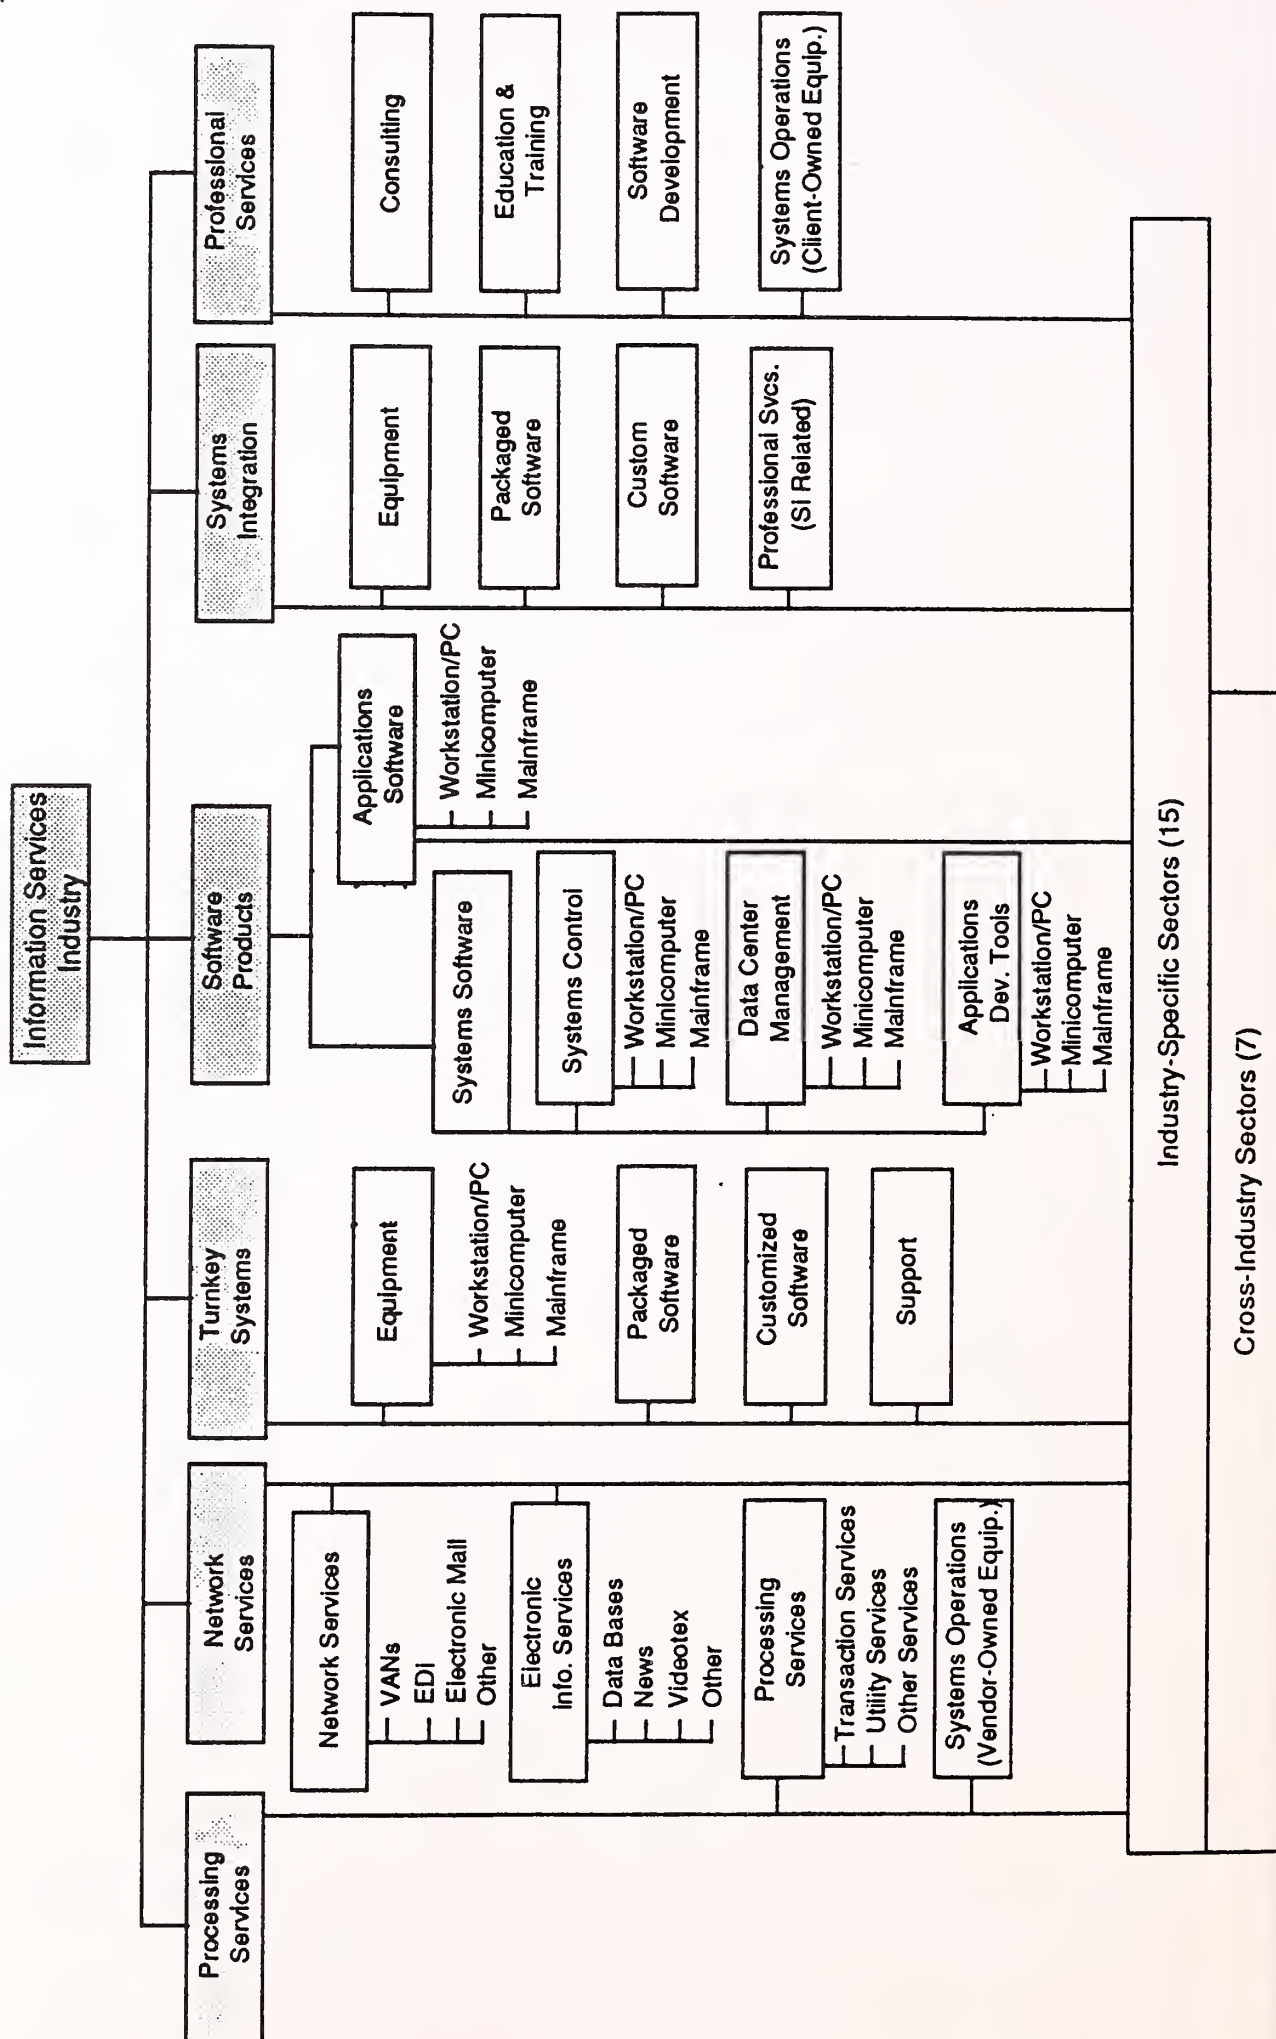 Information Services
Industry
Processing
Services
Network
Services
Turnkey
Systems
Software
Products
Systems
Integration
Professional
Services
Network Services
VANs
EDI
Electronic Mail
Other
Electronic
Info. Services
Data Bases
News
Videotex
Other
Processing
Services
Transaction Services
Utility Services
Other Services
Systems Operations
(Vendor-Owned Equip.)
Equipment
Workstation/PC
Minicomputer
Mainframe
Packaged
Software
Customized
Software
Support
Systems Software
Systems Control
Workstation/PC
Minicomputer
Mainframe
Data Center
Management
Workstation/PC
Minicomputer
Mainframe
Applications
Dev. Tools
Workstation/PC
Minicomputer
Mainframe
Applications
Software
Workstation/PC
Minicomputer
Mainframe
Equipment
Packaged
Software
Custom
Software
Professional Svcs.
(SI Related)
Consulting
Education &
Training
Software
Development
Systems Operations
(Client-Owned Equip.)
Industry-Specific Sectors (15)
Cross-Industry Sectors (7)